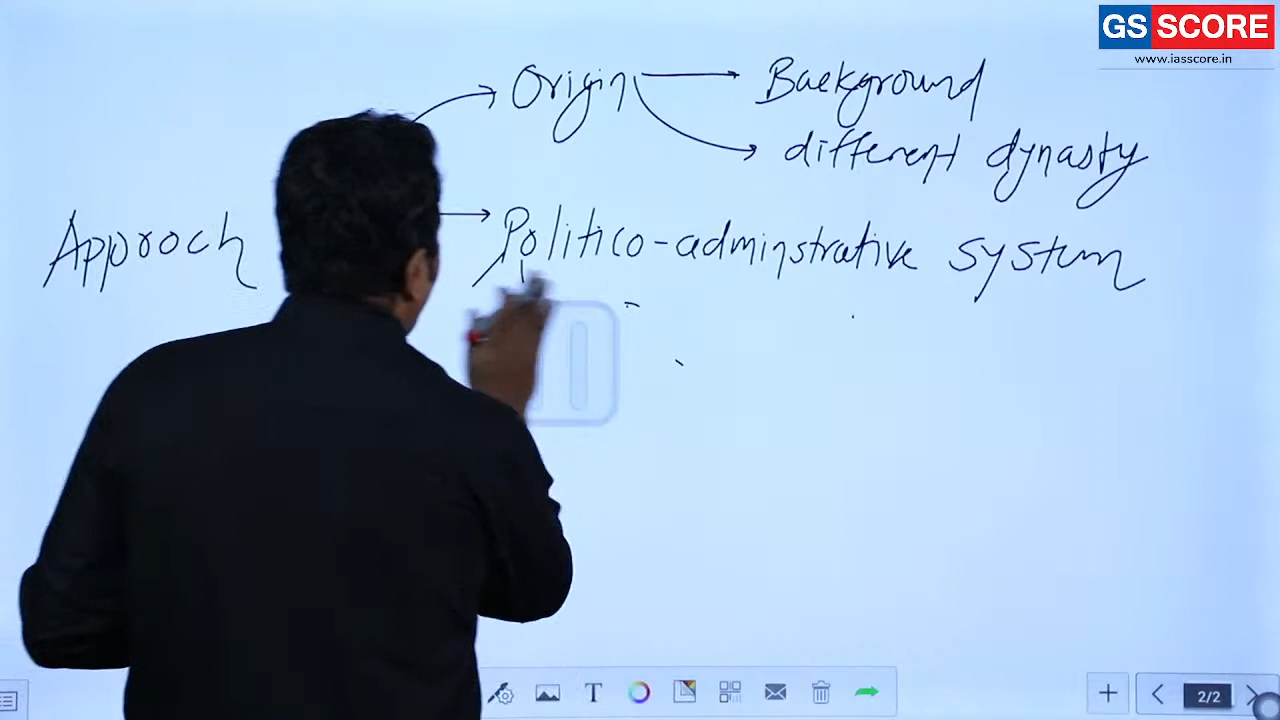 GS SCORE
www.iasscore.in
Origin
Background
different dynasty
Approch
Politico-adminstrative system
T
2/2